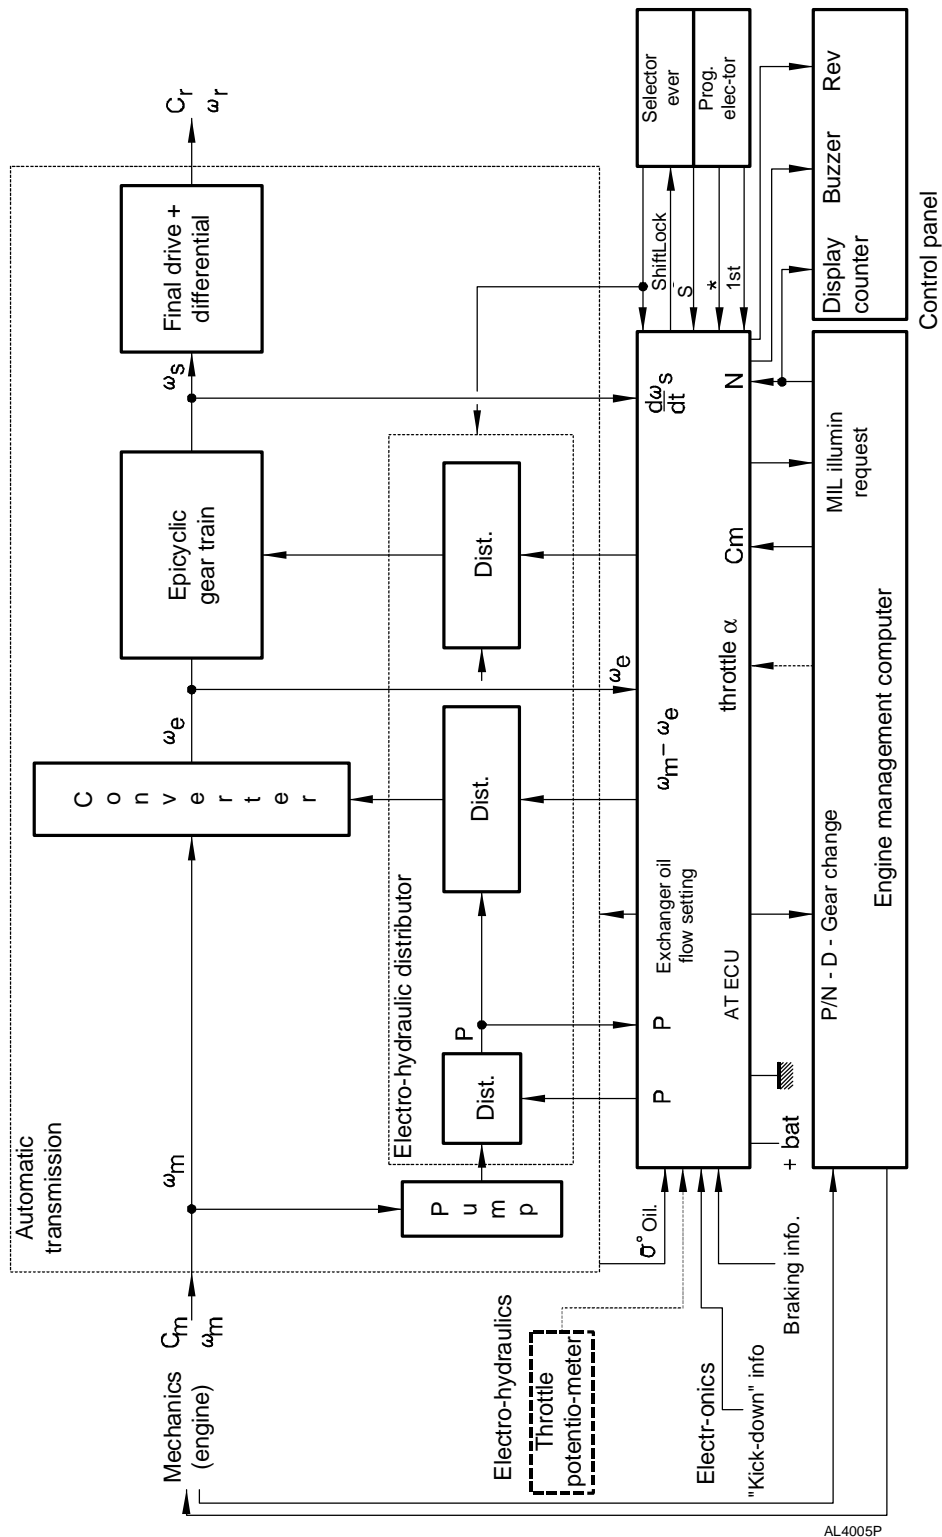 Mechanics
(engine)
Cm
ωm
Automatic
transmission
ωm
Converter
ωe
Epicyclic
gear train
ωs
Final drive +
differential
Cr
ωr
Pump
Electro-hydraulic distributor
Dist.
P
Dist.
Dist.
ωe
Electro-hydraulics
Throttle
potentio-meter
Electr-onics
"Kick-down" info
Braking info.
Oil.
P
P
Exchanger oil
flow setting
ωm– ωe
dωs
dt
AT ECU
throttle α
Cm
N
+ bat
ShiftLock
S
*
1st
Selector
ever
Prog.
elec-tor
P/N - D - Gear change
MIL illumin
request
Engine management computer
Display
counter
Buzzer
Rev
Control panel
AL4005P